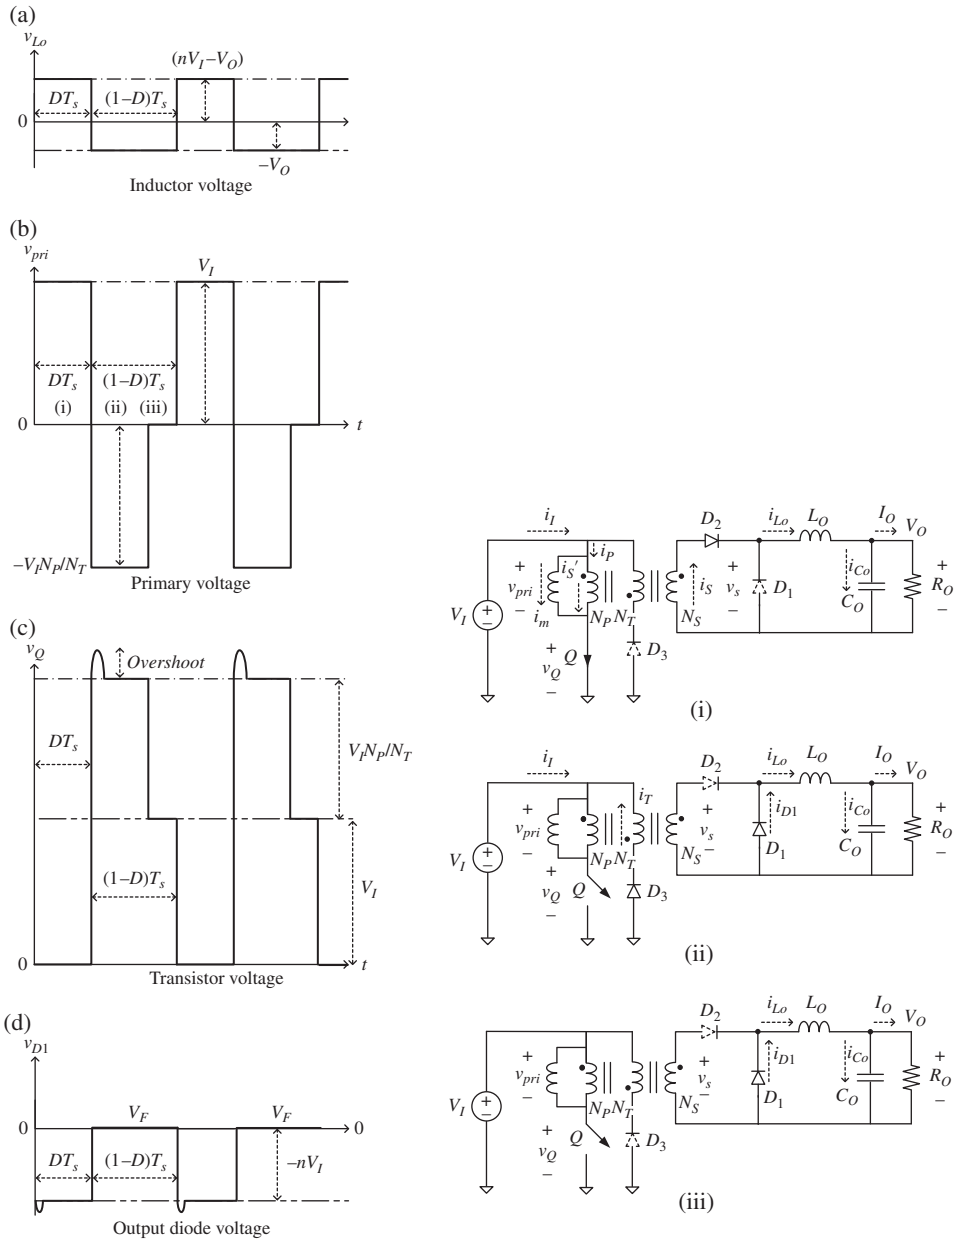 (a)
v_Lo
(nV_I–V_O)
DT_s
(1–D)T_s
0
–V_O
Inductor voltage
(b)
v_pri
V_I
DT_s
(1–D)T_s
(i)
(ii)
(iii)
0
t
–V_I N_P/N_T
Primary voltage
(c)
v_Q
Overshoot
DT_s
V_I N_P/N_T
(1–D)T_s
V_I
0
t
Transistor voltage
(d)
v_D1
V_F
V_F
0
0
DT_s
(1–D)T_s
–nV_I
Output diode voltage
i_I
D_2
i_Lo
L_O
I_O
V_O
i_P
+
v_pri
–
i_S′
i_m
i_S
+
v_s
–
D_1
i_Co
C_O
+
R_O
–
V_I
+
–
N_P
N_T
N_S
+
v_Q
–
Q
D_3
(i)
i_I
D_2
i_Lo
L_O
I_O
V_O
+
v_pri
–
i_T
+
v_s
–
i_D1
i_Co
+
R_O
–
V_I
+
–
N_P
N_T
N_S
D_1
C_O
+
v_Q
–
Q
D_3
(ii)
D_2
i_Lo
L_O
I_O
V_O
+
v_pri
–
+
v_s
–
i_D1
i_Co
+
R_O
–
V_I
+
–
N_P
N_T
N_S
D_1
C_O
+
v_Q
–
Q
D_3
(iii)